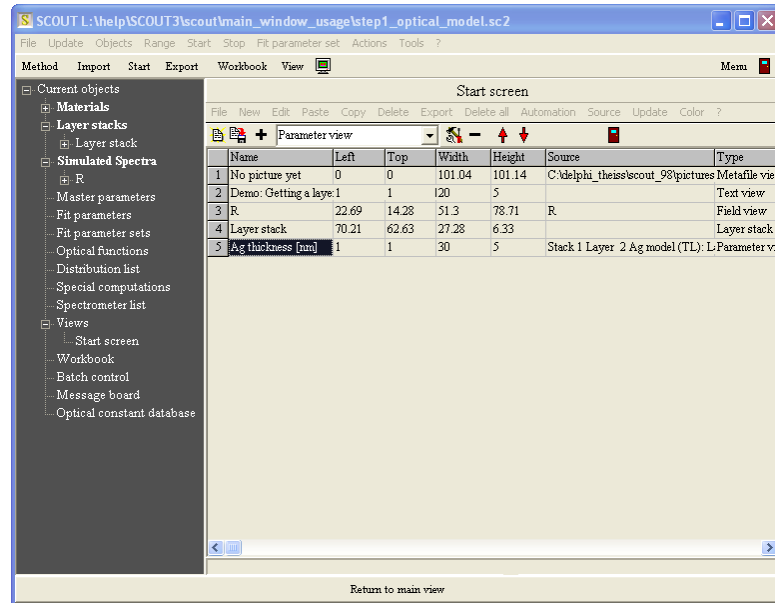 SCOUT L:\help\SCOUT3\scout\main_window_usage\step1_optical_model.sc2
File Update Objects Range Start Stop Fit parameter set Actions Tools ?
Method Import Start Export Workbook View Menu
Current objects
Materials
Layer stacks
Layer stack
Simulated Spectra
R
Master parameters
Fit parameters
Fit parameter sets
Optical functions
Distribution list
Special computations
Spectrometer list
Views
Start screen
Workbook
Batch control
Message board
Optical constant database
Start screen
File New Edit Paste Copy Delete Export Delete all Automation Source Update Color ?
Parameter view
Name Left Top Width Height Source Type
1 No picture yet 0 0 101.04 101.14 C:\delphi_theiss\scout_98\pictures Metafile vie
2 Demo: Getting a laye: 1 1 120 5 Text view
3 R 22.69 14.28 51.3 78.71 R Field view
4 Layer stack 70.21 62.63 27.28 6.33 Layer stack
5 Ag thickness [nm] 1 1 30 5 Stack 1 Layer 2 Ag model (TL): L Parameter v
Return to main view